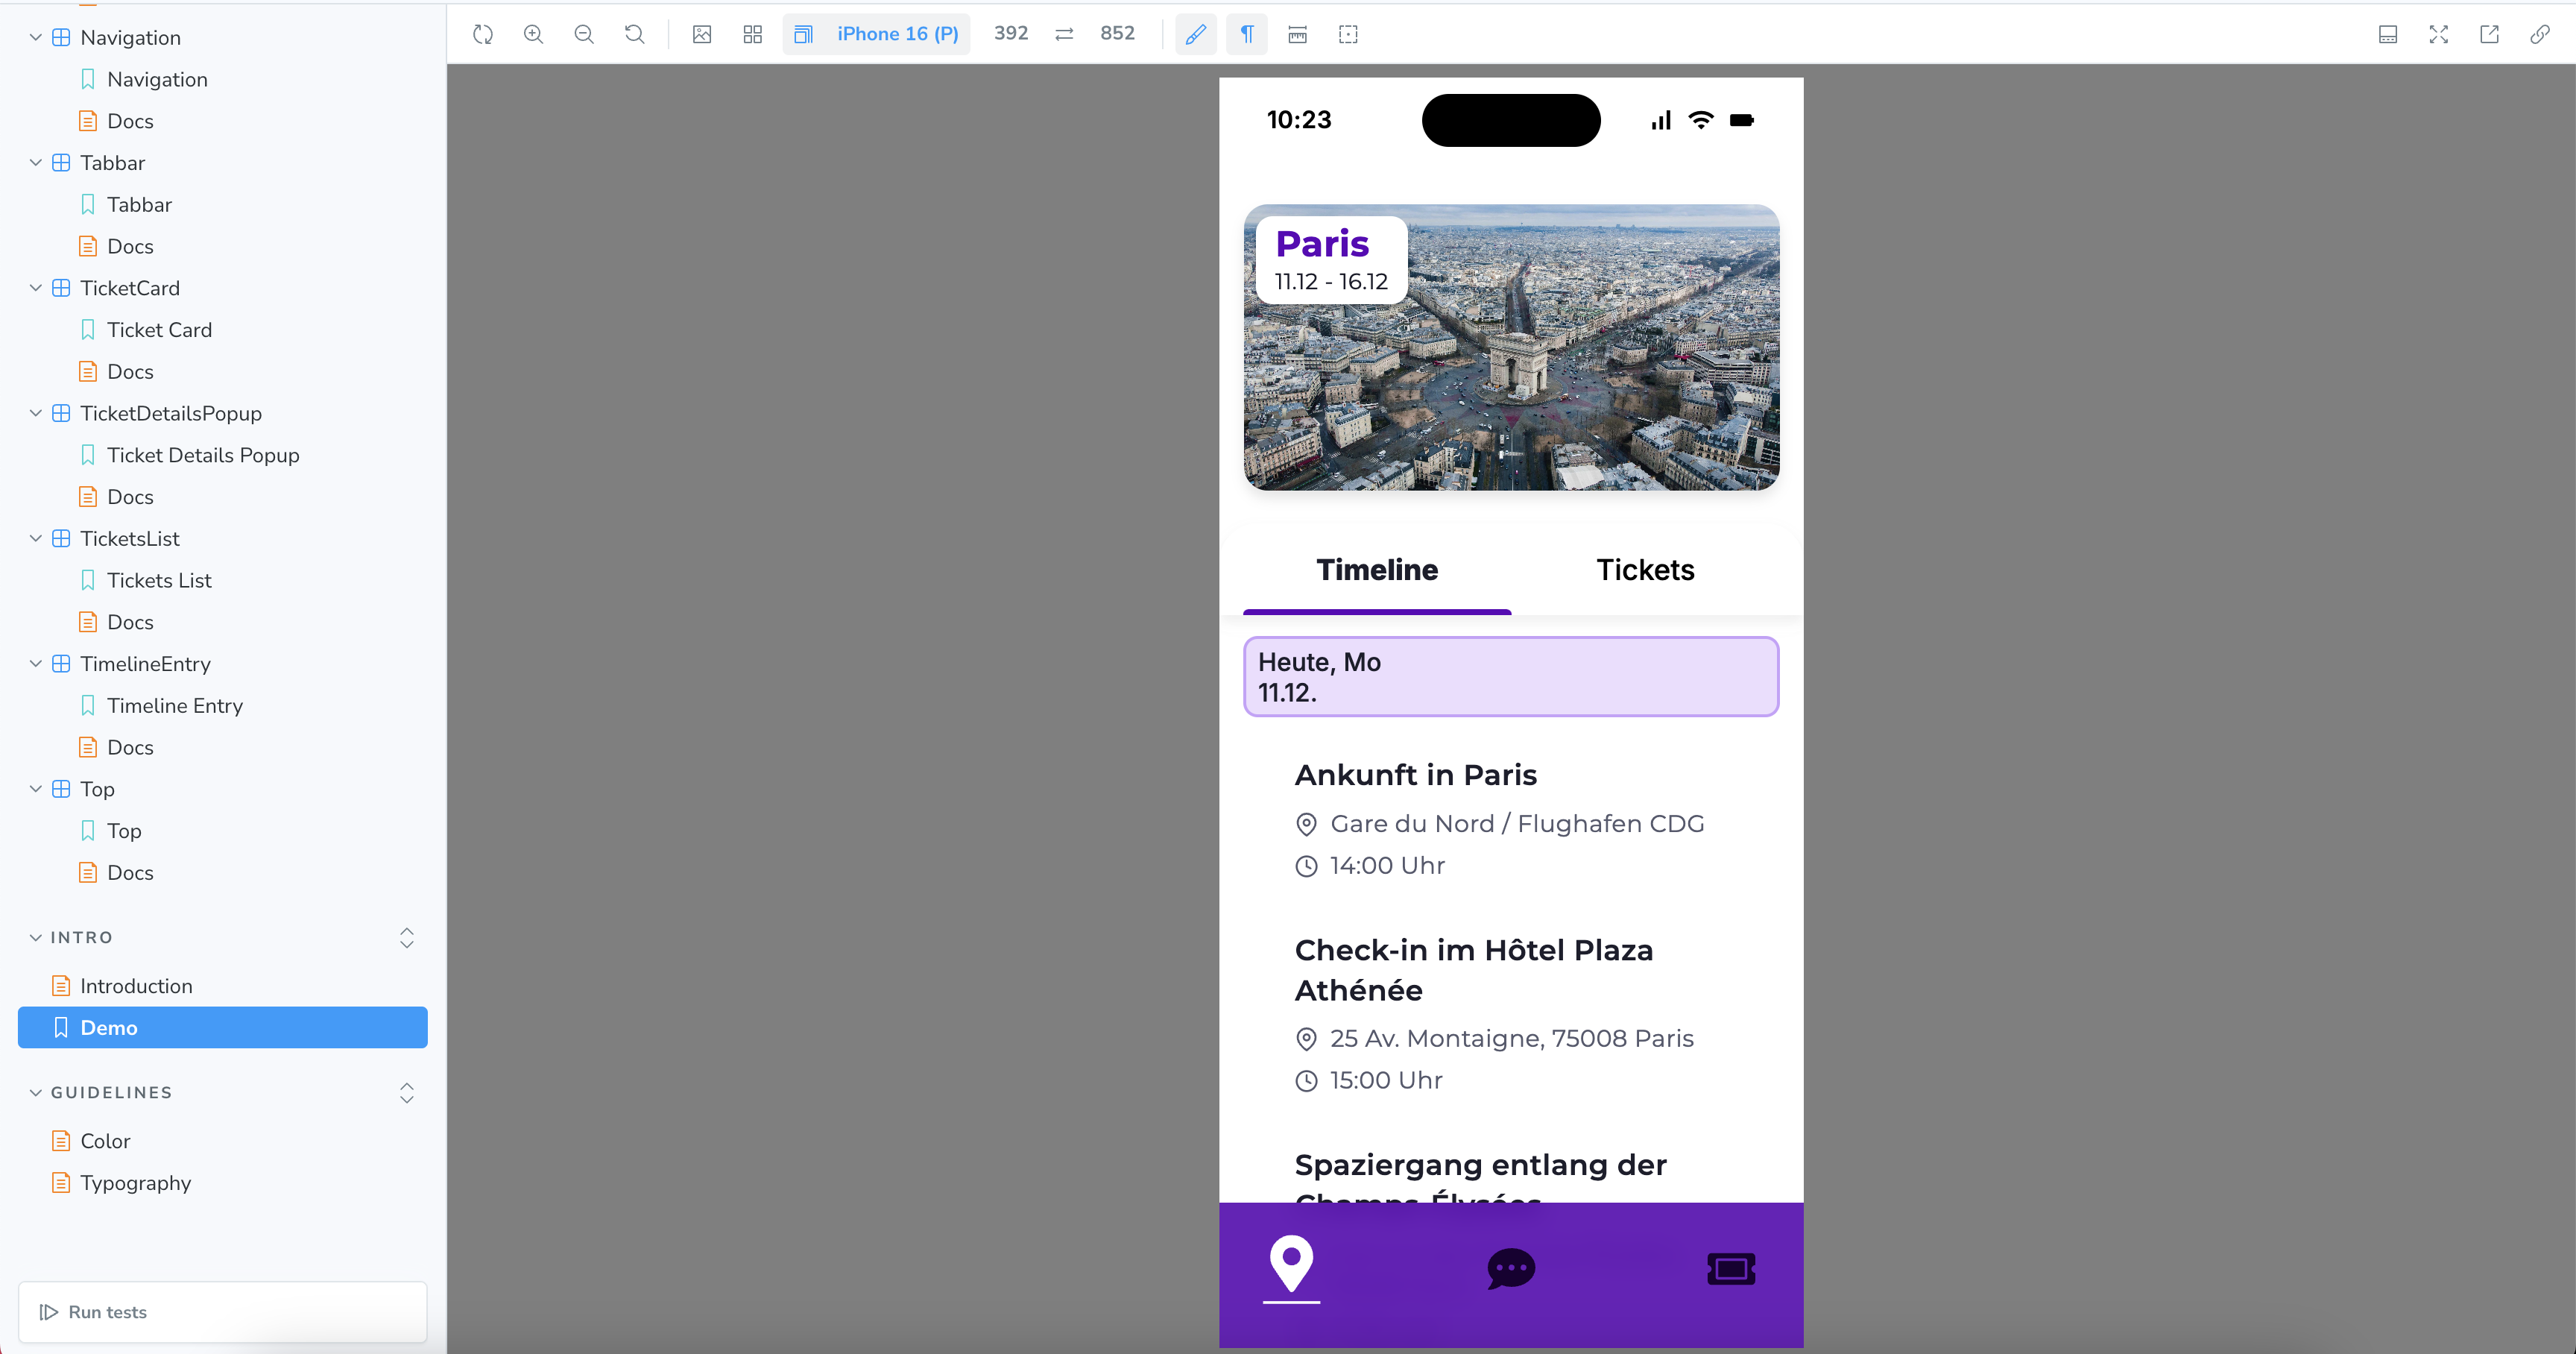 Navigation
Navigation
Docs
Tabbar
Tabbar
Docs
TicketCard
Ticket Card
Docs
TicketDetailsPopup
Ticket Details Popup
Docs
TicketsList
Tickets List
Docs
TimelineEntry
Timeline Entry
Docs
Top
Top
Docs
INTRO
Introduction
Demo
GUIDELINES
Color
Typography
Run tests
iPhone 16 (P) 392 852
10:23
Paris
11.12 - 16.12
Timeline Tickets
Heute, Mo
11.12.
Ankunft in Paris
Gare du Nord / Flughafen CDG
14:00 Uhr
Check-in im Hôtel Plaza
Athénée
25 Av. Montaigne, 75008 Paris
15:00 Uhr
Spaziergang entlang der
Champs-Élysées